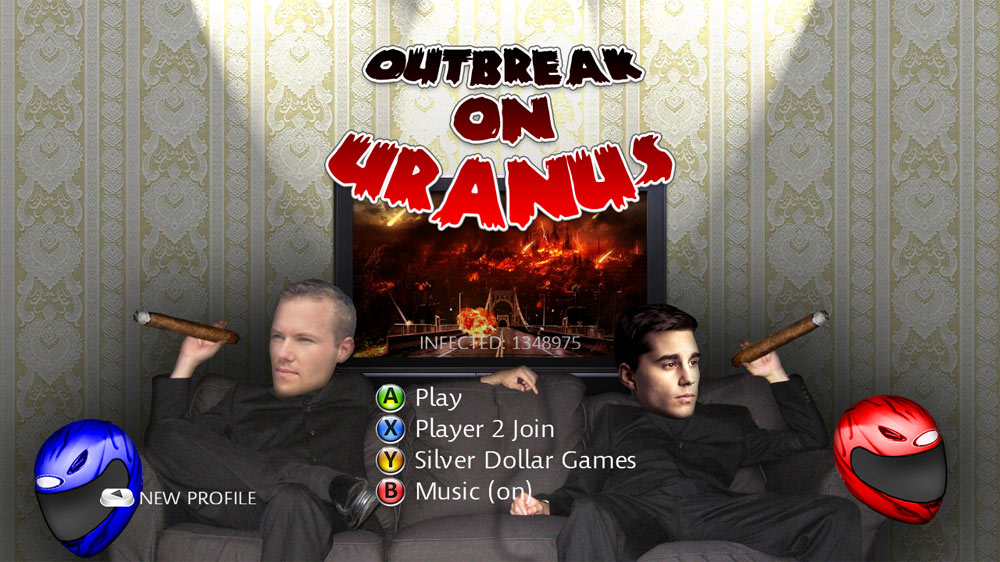 OUTBREAK
ON
URANUS
INFECTED: 1348975
A Play
X Player 2 Join
Y Silver Dollar Games
B Music (on)
NEW PROFILE